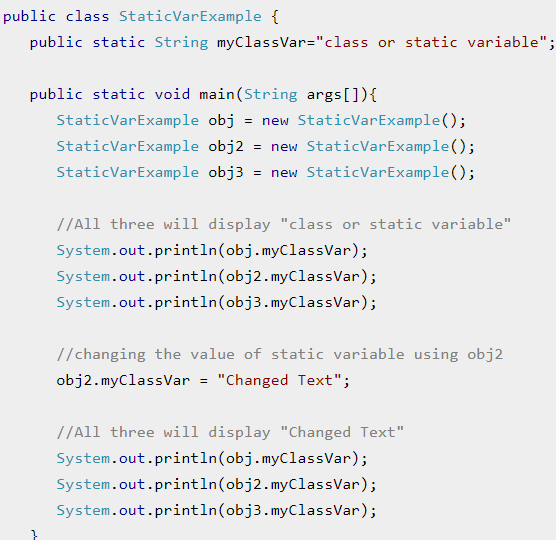 public class StaticVarExample {
   public static String myClassVar="class or static variable";

   public static void main(String args[]){
      StaticVarExample obj = new StaticVarExample();
      StaticVarExample obj2 = new StaticVarExample();
      StaticVarExample obj3 = new StaticVarExample();

      //All three will display "class or static variable"
      System.out.println(obj.myClassVar);
      System.out.println(obj2.myClassVar);
      System.out.println(obj3.myClassVar);

      //changing the value of static variable using obj2
      obj2.myClassVar = "Changed Text";

      //All three will display "Changed Text"
      System.out.println(obj.myClassVar);
      System.out.println(obj2.myClassVar);
      System.out.println(obj3.myClassVar);
   }